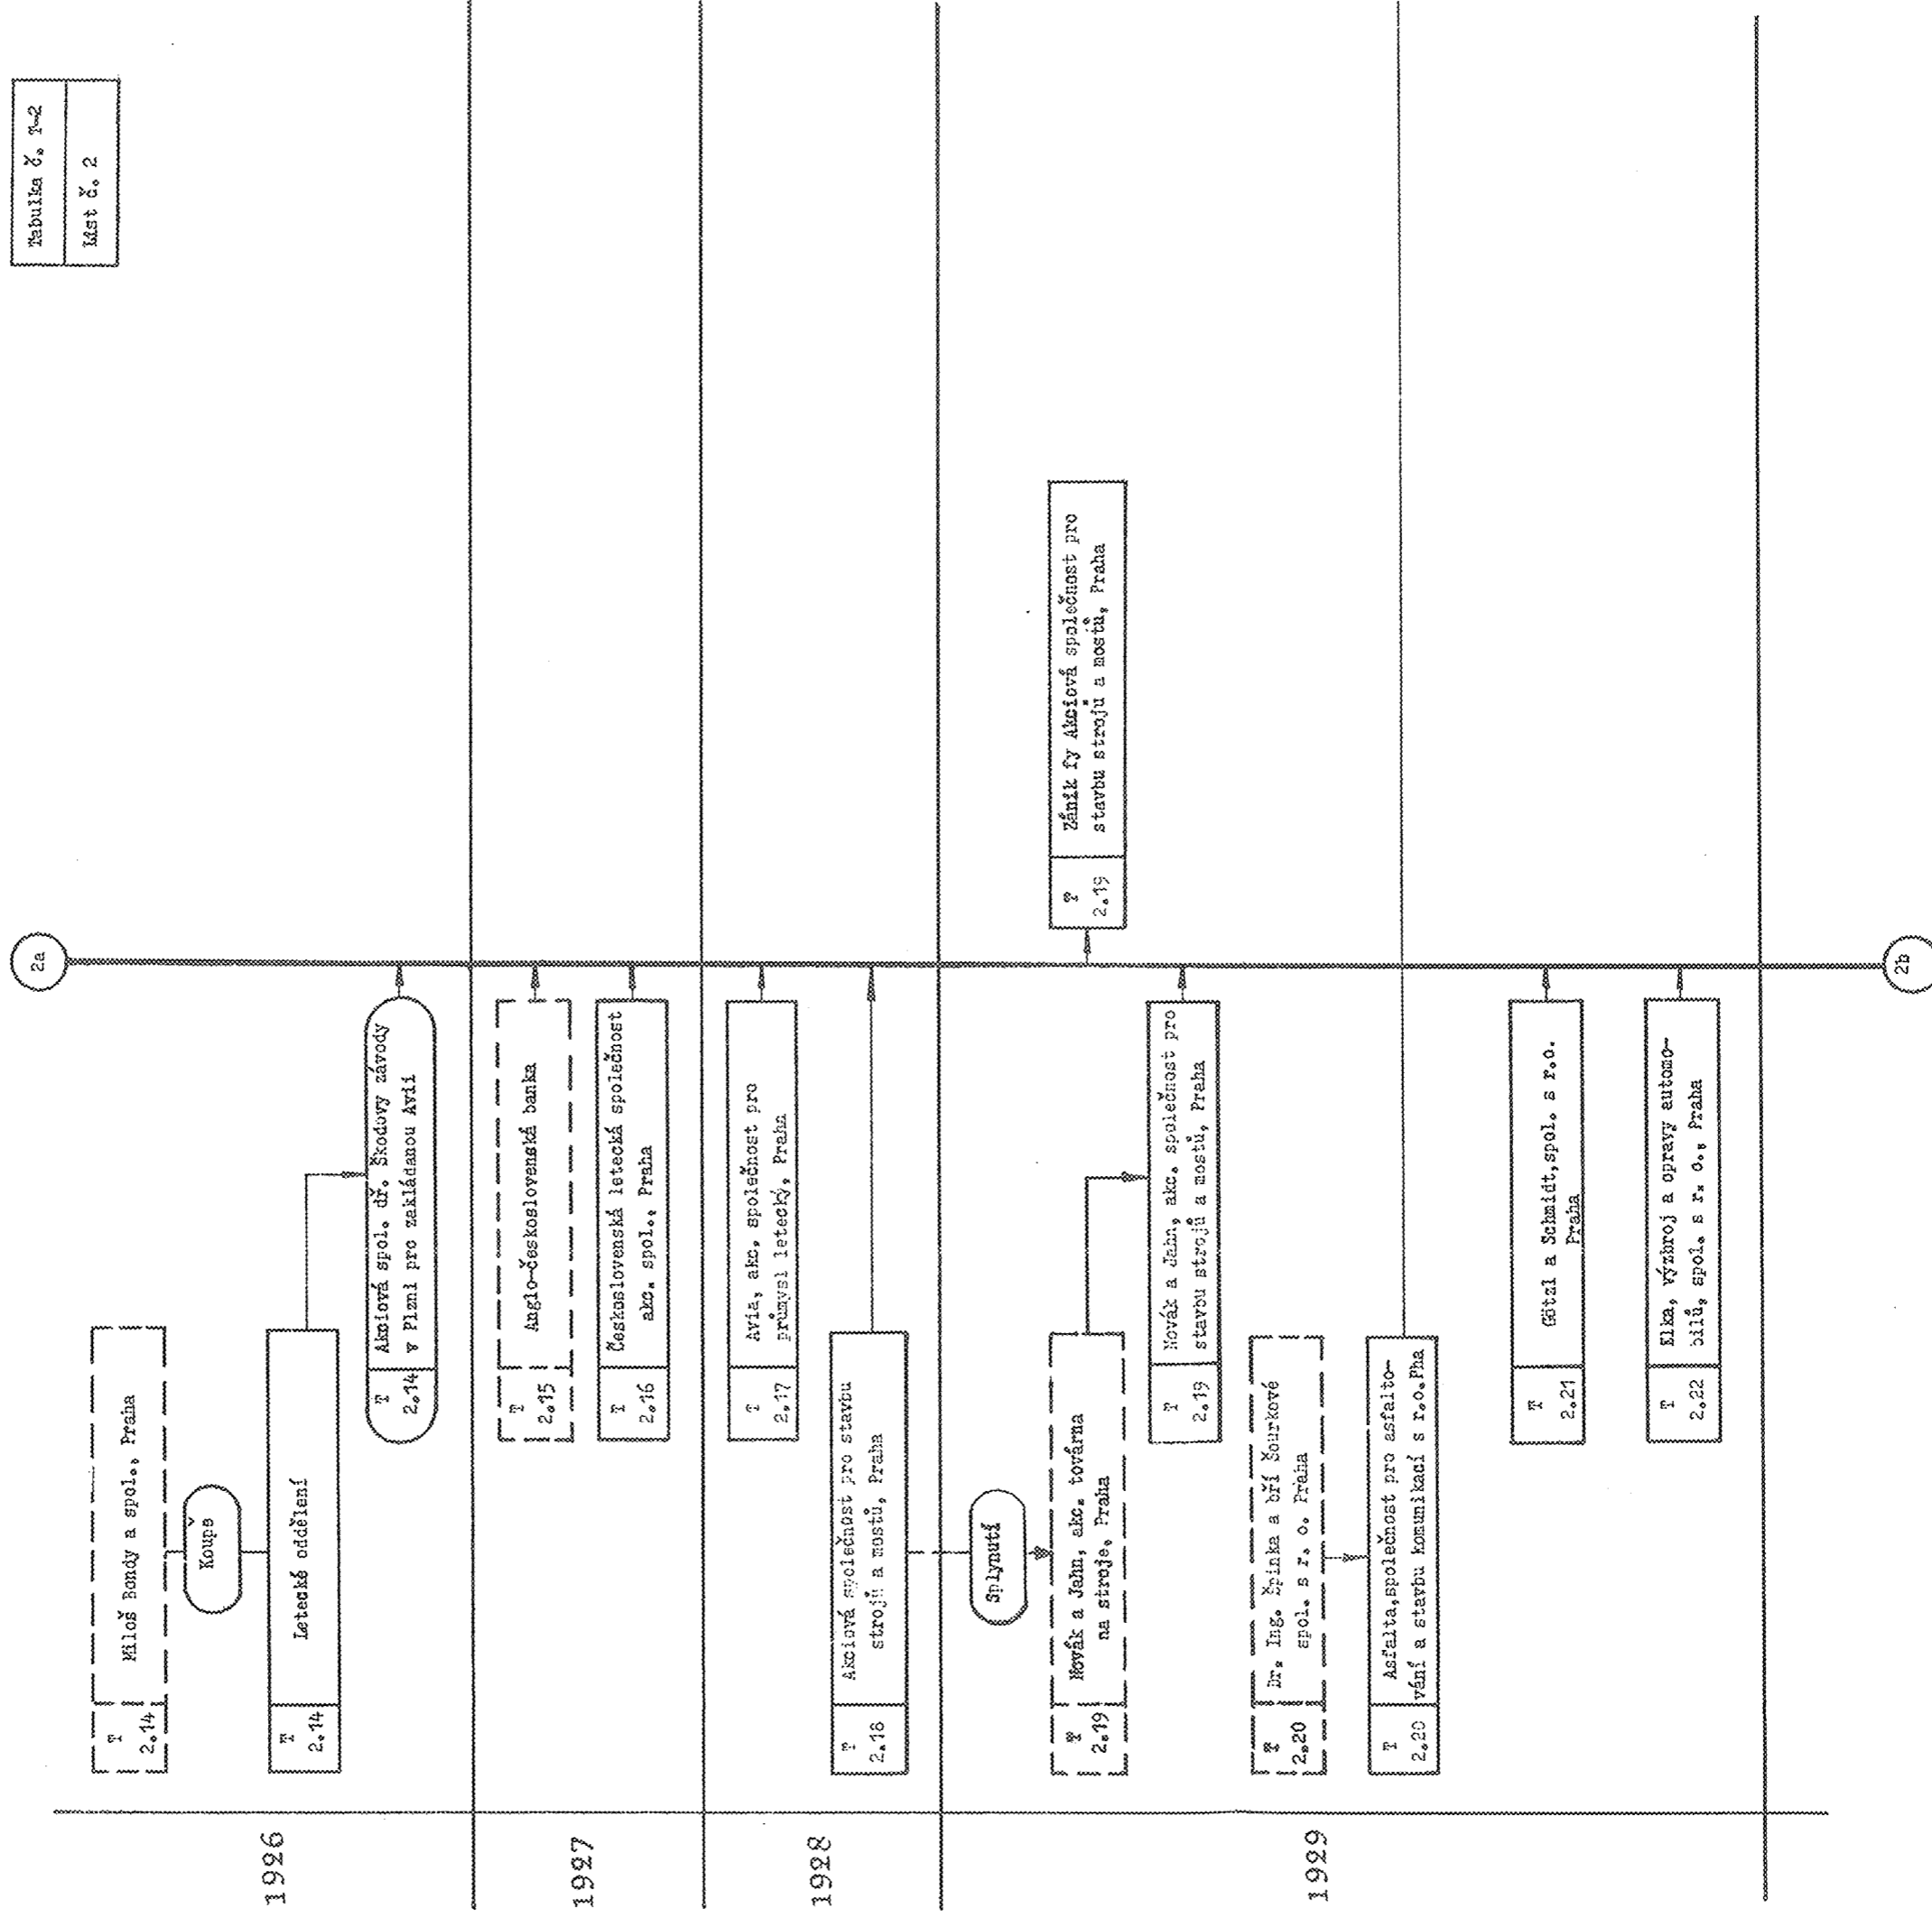 Tabulka č. T-2
List č. 2
2a
1926
T
2.14
Miloš Bondy a spol., Praha
Koupě
T
2.14
Letecké oddělení
T
2.14
Akciová spol. dř. Škodovy závody
v Plzni pro zakládanou Avii
1927
T
2.15
Anglo-československá banka
T
2.16
Československá letecká společnost
akc. spol., Praha
1928
T
2.17
Avia, akc. společnost pro
průmysl letecký, Praha
T
2.18
Akciová společnost pro stavbu
strojů a mostů, Praha
1929
Splynutí
T
2.19
Novák a Jahn, akc. továrna
na stroje, Praha
T
2.19
Zánik fy Akciová společnost pro
stavbu strojů a mostů, Praha
T
2.19
Novák a Jahn, akc. společnost pro
stavbu strojů a mostů, Praha
T
2.20
Dr. Ing. Špinka a bří Šourkové
spol. s r. o. Praha
T
2.20
Asfalta,společnost pro asfalto-
vání a stavbu komunikací s r.o.Pha
T
2.21
Götzl a Schmidt,spol. s r.o.
Praha
T
2.22
Elka, výzbroj a opravy automo-
bilů, spol. s r. o., Praha
2b